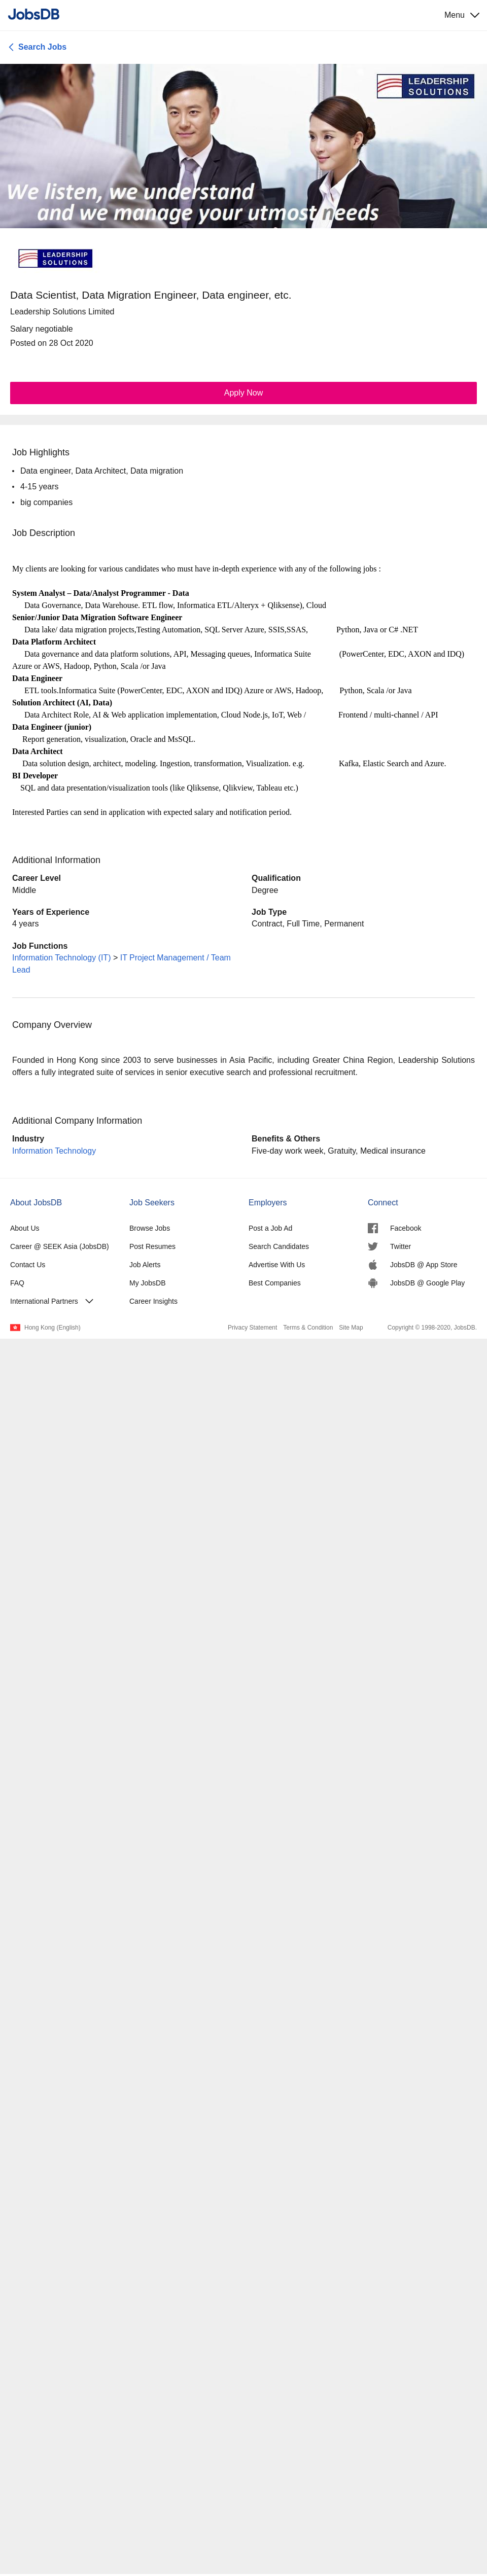 JobsDB
Menu
Search Jobs
LEADERSHIP
SOLUTIONS
We listen, we understand
and we manage your utmost needs
LEADERSHIP
SOLUTIONS
Data Scientist, Data Migration Engineer, Data engineer, etc.
Leadership Solutions Limited
Salary negotiable
Posted on 28 Oct 2020
Apply Now
Job Highlights
• Data engineer, Data Architect, Data migration
• 4-15 years
• big companies
Job Description
My clients are looking for various candidates who must have in-depth experience with any of the following jobs :
System Analyst – Data/Analyst Programmer - Data
Data Governance, Data Warehouse. ETL flow, Informatica ETL/Alteryx + Qliksense), Cloud
Senior/Junior Data Migration Software Engineer
Data lake/ data migration projects,Testing Automation, SQL Server Azure, SSIS,SSAS, Python, Java or C# .NET
Data Platform Architect
Data governance and data platform solutions, API, Messaging queues, Informatica Suite (PowerCenter, EDC, AXON and IDQ)
Azure or AWS, Hadoop, Python, Scala /or Java
Data Engineer
ETL tools.Informatica Suite (PowerCenter, EDC, AXON and IDQ) Azure or AWS, Hadoop, Python, Scala /or Java
Solution Architect (AI, Data)
Data Architect Role, AI & Web application implementation, Cloud Node.js, IoT, Web / Frontend / multi-channel / API
Data Engineer (junior)
Report generation, visualization, Oracle and MsSQL.
Data Architect
Data solution design, architect, modeling. Ingestion, transformation, Visualization. e.g. Kafka, Elastic Search and Azure.
BI Developer
SQL and data presentation/visualization tools (like Qliksense, Qlikview, Tableau etc.)
Interested Parties can send in application with expected salary and notification period.
Additional Information
Career Level
Middle
Qualification
Degree
Years of Experience
4 years
Job Type
Contract, Full Time, Permanent
Job Functions
Information Technology (IT) > IT Project Management / Team
Lead
Company Overview
Founded in Hong Kong since 2003 to serve businesses in Asia Pacific, including Greater China Region, Leadership Solutions
offers a fully integrated suite of services in senior executive search and professional recruitment.
Additional Company Information
Industry
Information Technology
Benefits & Others
Five-day work week, Gratuity, Medical insurance
About JobsDB
About Us
Career @ SEEK Asia (JobsDB)
Contact Us
FAQ
International Partners
Job Seekers
Browse Jobs
Post Resumes
Job Alerts
My JobsDB
Career Insights
Employers
Post a Job Ad
Search Candidates
Advertise With Us
Best Companies
Connect
Facebook
Twitter
JobsDB @ App Store
JobsDB @ Google Play
Hong Kong (English)
Privacy Statement Terms & Condition Site Map Copyright © 1998-2020, JobsDB.